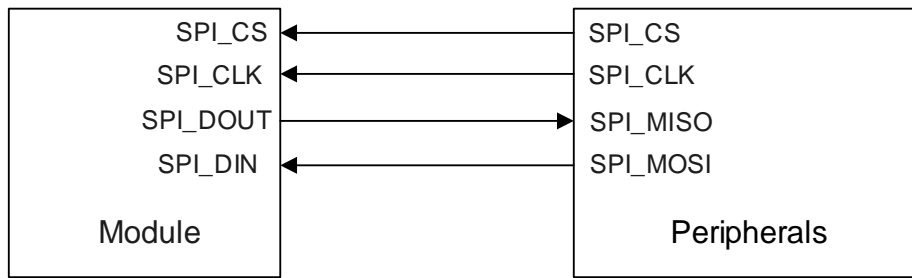 SPI_CS SPI_CS
SPI_CLK SPI_CLK
SPI_DOUT SPI_MISO
SPI_DIN SPI_MOSI
Module Peripherals